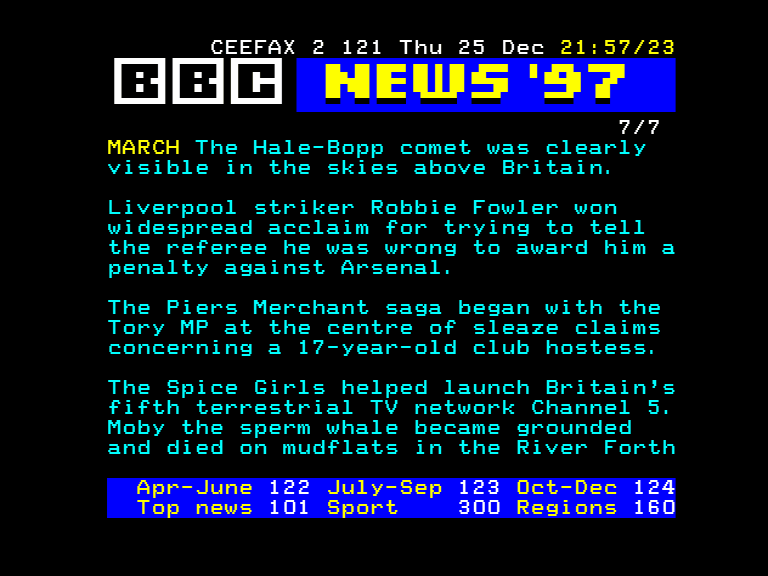 CEEFAX 2 121 Thu 25 Dec 21:57/23
BBC NEWS '97
7/7
MARCH The Hale-Bopp comet was clearly
visible in the skies above Britain.
Liverpool striker Robbie Fowler won
widespread acclaim for trying to tell
the referee he was wrong to award him a
penalty against Arsenal.
The Piers Merchant saga began with the
Tory MP at the centre of sleaze claims
concerning a 17-year-old club hostess.
The Spice Girls helped launch Britain's
fifth terrestrial TV network Channel 5.
Moby the sperm whale became grounded
and died on mudflats in the River Forth
Apr-June 122 July-Sep 123 Oct-Dec 124
Top news 101 Sport 300 Regions 160